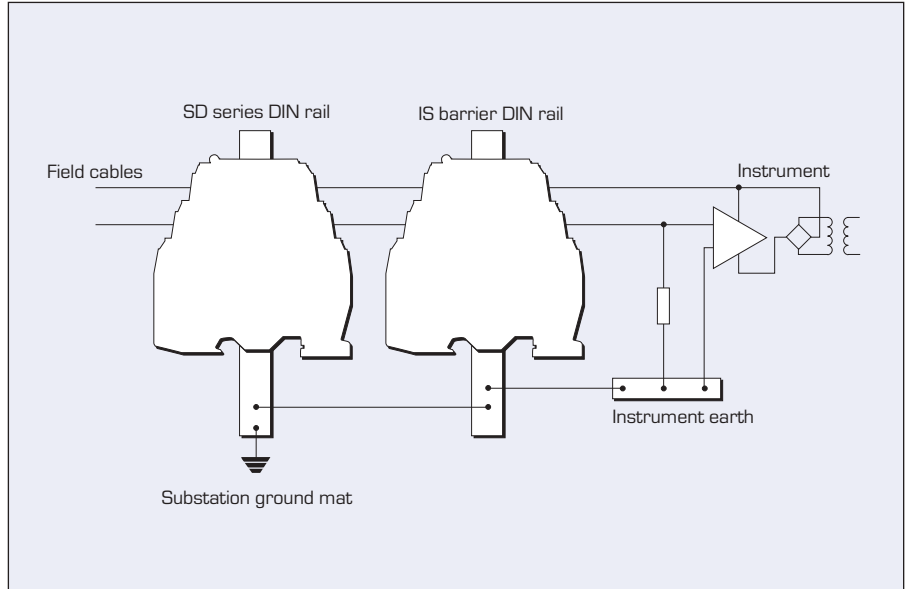 SD series DIN rail
IS barrier DIN rail
Field cables
Instrument
Instrument earth
Substation ground mat